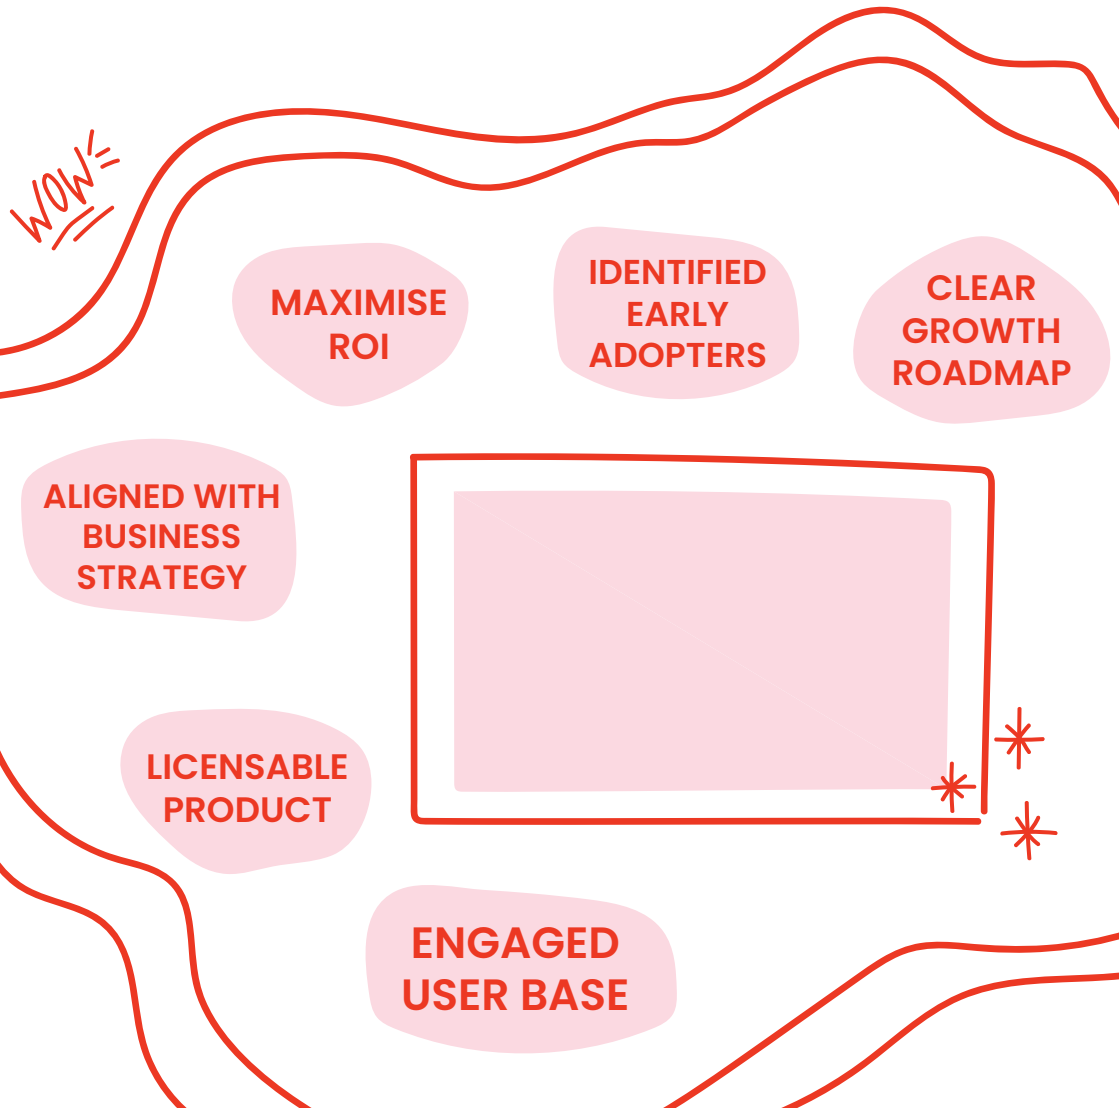 WOW
MAXIMISE
ROI
IDENTIFIED
EARLY
ADOPTERS
CLEAR
GROWTH
ROADMAP
ALIGNED WITH
BUSINESS
STRATEGY
LICENSABLE
PRODUCT
ENGAGED
USER BASE